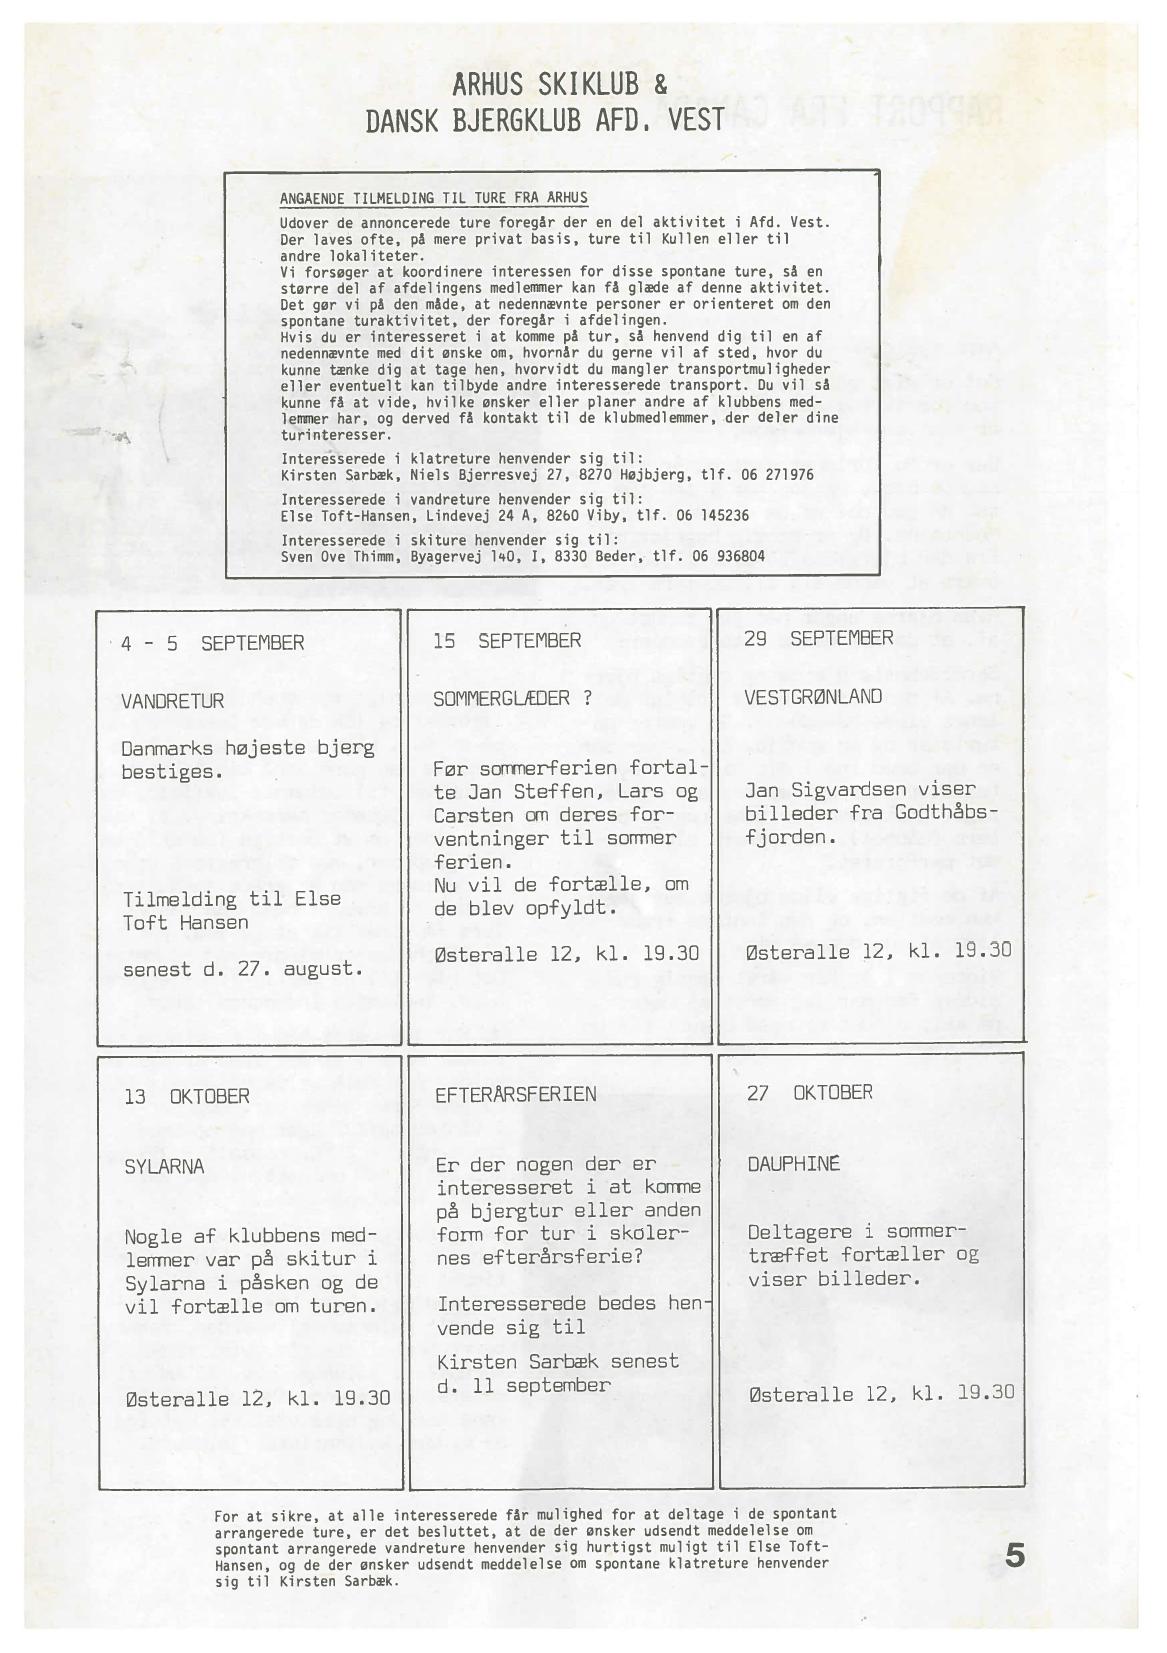 ARHUS SKIKLUB &
DANSK BJERGKLUB AFD. VEST
ANGAENDE TILMELDING TIL TURE FRA ARHUS
Udover de annoncerede ture foregår der en del aktivitet i Afd. Vest.
Der laves ofte, på mere privat basis, ture til Kullen eller til
andre lokaliteter.
Vi forsøger at koordinere interessen for disse spontane ture, så en
større del af afdelingens medlemmer kan få glæde af denne aktivitet.
Det gør vi på den måde, at nedennævnte personer er orienteret om den
spontane turaktivitet, der foregår i afdelingen.
Hvis du er interesseret i at komme på tur, så henvend dig til en af
nedennævnte med dit ønske om, hvornår du gerne vil af sted, hvor du
kunne tænke dig at tage hen, hvorvidt du mangler transportmuligheder
eller eventuelt kan tilbyde andre interesserede transport. Du vil så
kunne få at vide, hvilke ønsker eller planer andre af klubbens med-
lemmer har, og derved få kontakt til de klubmedlemmer, der deler dine
turinteresser.
Interesserede i klatreture henvender sig til:
Kirsten Sarbæk, Niels Bjerresvej 27, 8270 Højbjerg, tlf. 06 271976
Interesserede i vandreture henvender sig til:
Else Toft-Hansen, Lindevej 24 A, 8260 Viby, tlf. 06 145236
Interesserede i skiture henvender sig til:
Sven Ove Thimm, Byagervej 140, I, 8330 Beder, tlf. 06 936804
4 - 5 SEPTEMBER
VANDRETUR
Danmarks højeste bjerg
bestiges.
Tilmelding til Else
Toft Hansen
senest d. 27. august.
15 SEPTEMBER
SOMMERGLÆDER ?
Før sommerferien fortal-
te Jan Steffen, Lars og
Carsten om deres for-
ventninger til sommer
ferien.
Nu vil de fortælle, om
de blev opfyldt.
Østeralle 12, kl. 19.30
29 SEPTEMBER
VESTGRØNLAND
Jan Sigvardsen viser
billeder fra Godthåbs-
fjorden.
Østeralle 12, kl. 19.30
13 OKTOBER
SYLARNA
Nogle af klubbens med-
lemmer var på skitur i
Sylarna i påsken og de
vil fortælle om turen.
Østeralle 12, kl. 19.30
EFTERÅRSFERIEN
Er der nogen der er
interesseret i at komme
på bjergtur eller anden
form for tur i skoler-
nes efterårsferie?
Interesserede bedes hen-
vende sig til
Kirsten Sarbæk senest
d. 11 september
27 OKTOBER
DAUPHINÉ
Deltagere i sommer-
træffet fortæller og
viser billeder.
Østeralle 12, kl. 19.30
For at sikre, at alle interesserede får mulighed for at deltage i de spontant
arrangerede ture, er det besluttet, at de der ønsker udsendt meddelelse om
spontant arrangerede vandreture henvender sig hurtigst muligt til Else Toft-
Hansen, og de der ønsker udsendt meddelelse om spontane klatreture henvender
sig til Kirsten Sarbæk.
5